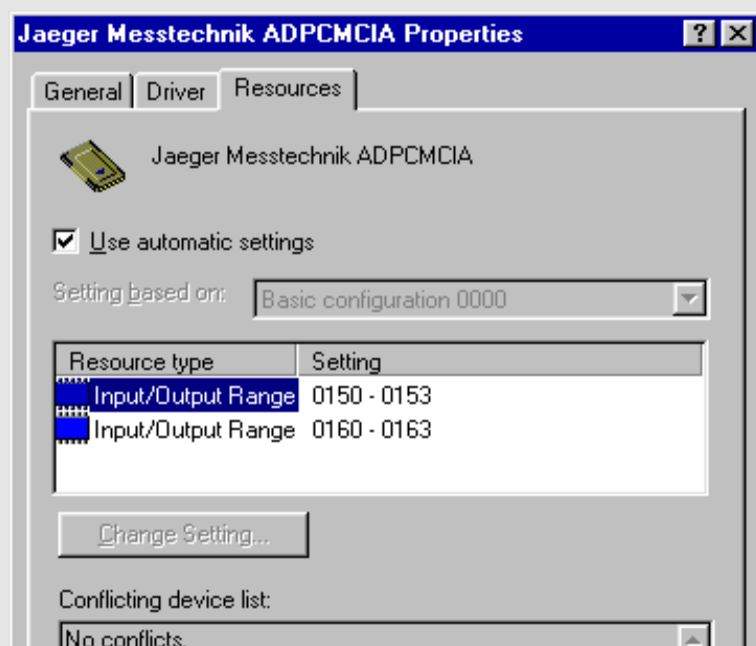 Jaeger Messtechnik ADPCMCIA Properties
General Driver Resources
Jaeger Messtechnik ADPCMCIA
Use automatic settings
Setting based on: Basic configuration 0000
Resource type Setting
Input/Output Range 0150 - 0153
Input/Output Range 0160 - 0163
Change Setting...
Conflicting device list:
No conflicts.